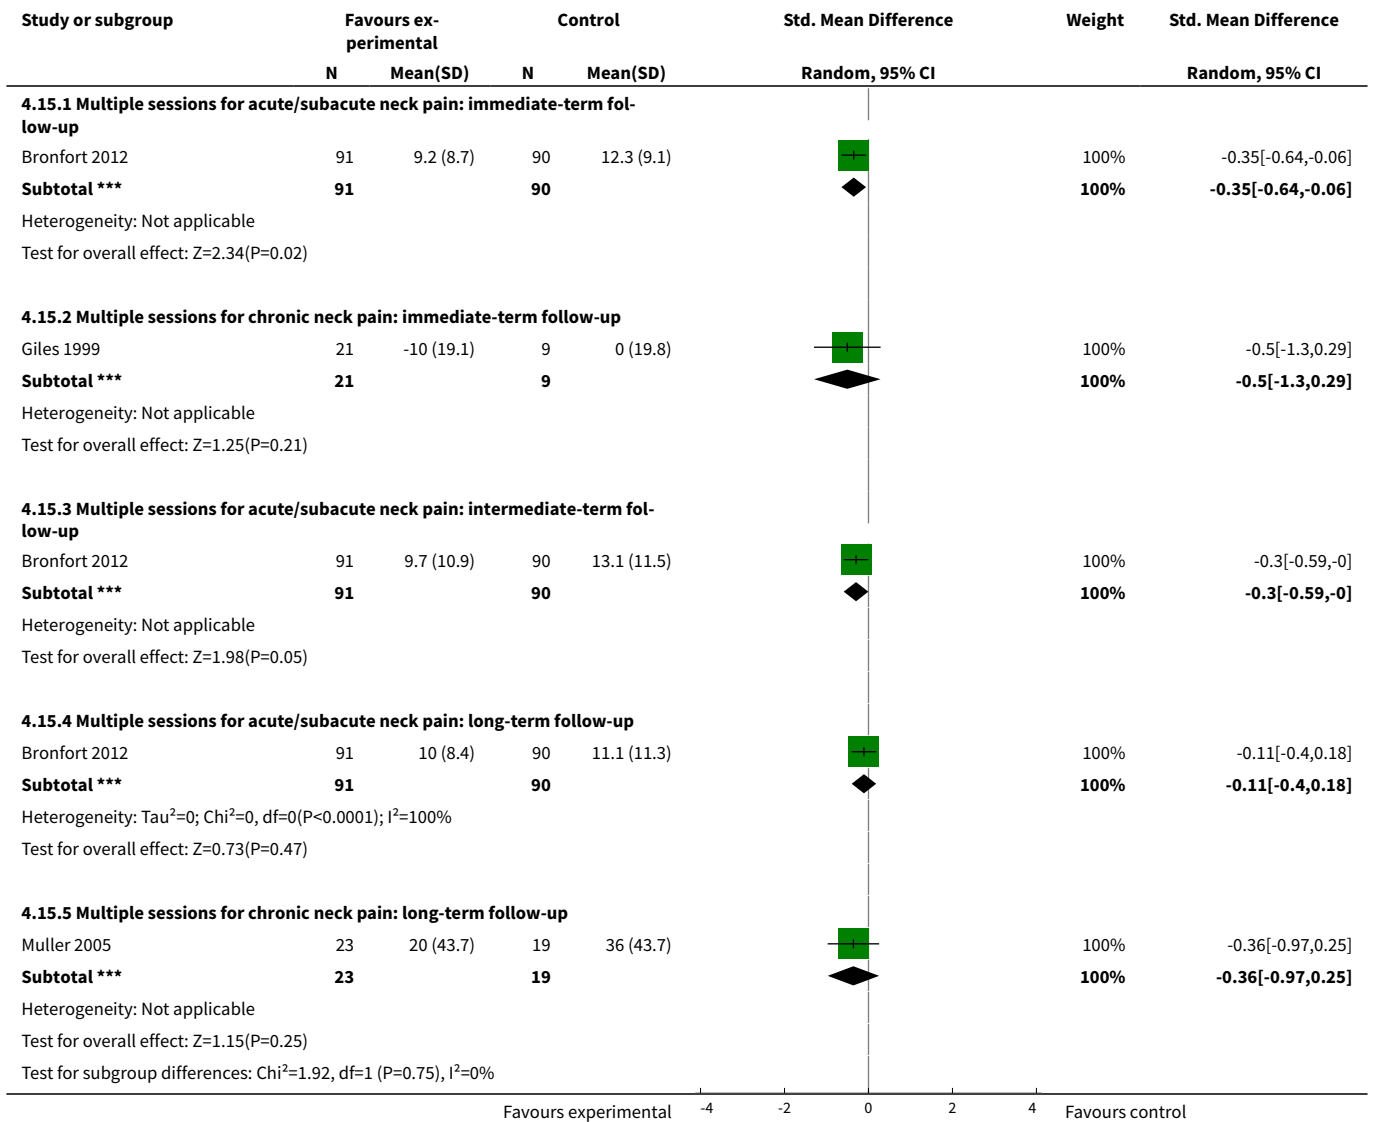 Study or subgroup Favours ex- Control Std. Mean Difference Weight Std. Mean Difference
perimental
N Mean(SD) N Mean(SD) Random, 95% CI Random, 95% CI
4.15.1 Multiple sessions for acute/subacute neck pain: immediate-term fol-
low-up
Bronfort 2012 91 9.2 (8.7) 90 12.3 (9.1) 100% -0.35[-0.64,-0.06]
Subtotal *** 91 90 100% -0.35[-0.64,-0.06]
Heterogeneity: Not applicable
Test for overall effect: Z=2.34(P=0.02)
4.15.2 Multiple sessions for chronic neck pain: immediate-term follow-up
Giles 1999 21 -10 (19.1) 9 0 (19.8) 100% -0.5[-1.3,0.29]
Subtotal *** 21 9 100% -0.5[-1.3,0.29]
Heterogeneity: Not applicable
Test for overall effect: Z=1.25(P=0.21)
4.15.3 Multiple sessions for acute/subacute neck pain: intermediate-term fol-
low-up
Bronfort 2012 91 9.7 (10.9) 90 13.1 (11.5) 100% -0.3[-0.59,-0]
Subtotal *** 91 90 100% -0.3[-0.59,-0]
Heterogeneity: Not applicable
Test for overall effect: Z=1.98(P=0.05)
4.15.4 Multiple sessions for acute/subacute neck pain: long-term follow-up
Bronfort 2012 91 10 (8.4) 90 11.1 (11.3) 100% -0.11[-0.4,0.18]
Subtotal *** 91 90 100% -0.11[-0.4,0.18]
Heterogeneity: Tau²=0; Chi²=0, df=0(P<0.0001); I²=100%
Test for overall effect: Z=0.73(P=0.47)
4.15.5 Multiple sessions for chronic neck pain: long-term follow-up
Muller 2005 23 20 (43.7) 19 36 (43.7) 100% -0.36[-0.97,0.25]
Subtotal *** 23 19 100% -0.36[-0.97,0.25]
Heterogeneity: Not applicable
Test for overall effect: Z=1.15(P=0.25)
Test for subgroup differences: Chi²=1.92, df=1 (P=0.75), I²=0%
Favours experimental -4 -2 0 2 4 Favours control